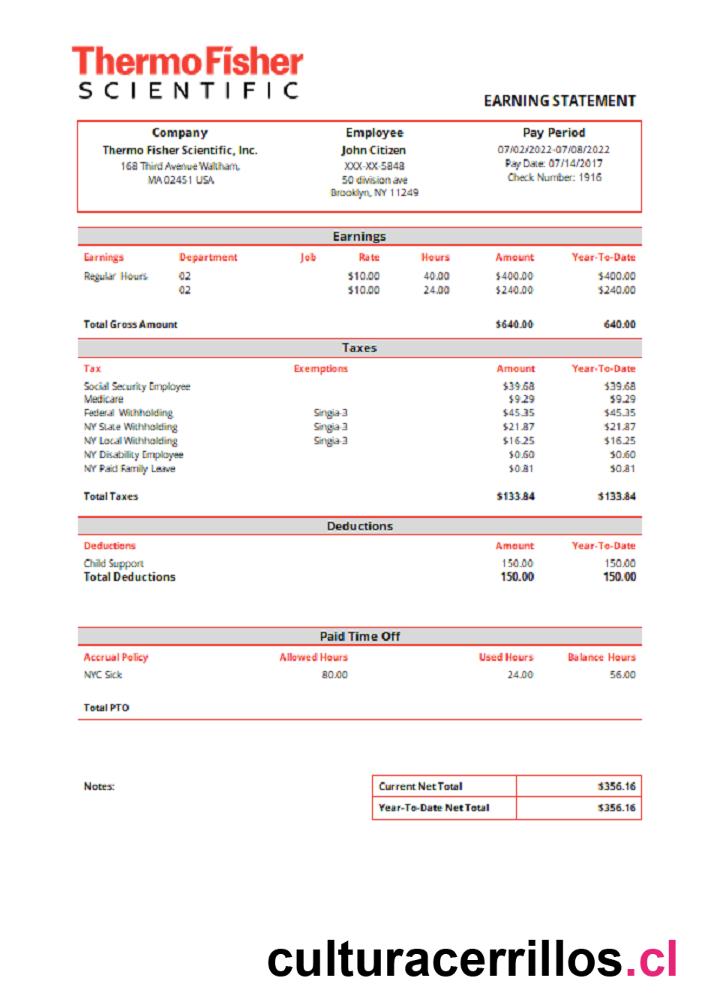 ThermoFisher
SCIENTIFIC
EARNING STATEMENT
Company Employee Pay Period
Thermo Fisher Scientific, Inc. John Citizen 07/02/2022-07/08/2022
168 Third Avenue Waltham, XXX-XX-5848 Pay Date: 07/14/2017
MA 02451 USA 50 division ave Check Number: 1916
Brooklyn, NY 11249
Earnings
Earnings Department Job Rate Hours Amount Year-To-Date
Regular Hours 02 $10.00 40.00 $400.00 $400.00
02 $10.00 24.00 $240.00 $240.00
Total Gross Amount $640.00 640.00
Taxes
Tax Exemptions Amount Year-To-Date
Social Security Employee $39.68 $39.68
Medicare $9.29 $9.29
Federal Withholding Singia-3 $45.35 $45.35
NY State Withholding Singia-3 $21.87 $21.87
NY Local Withholding Singia-3 $16.25 $16.25
NY Disability Employee $0.60 $0.60
NY Paid Family Leave $0.81 $0.81
Total Taxes $133.84 $133.84
Deductions
Deductions Amount Year-To-Date
Child Support 150.00 150.00
Total Deductions 150.00 150.00
Paid Time Off
Accrual Policy Allowed Hours Used Hours Balance Hours
NYC Sick 80.00 24.00 56.00
Total PTO
Notes: Current Net Total $356.16
Year-To-Date Net Total $356.16
culturacerrillos.cl